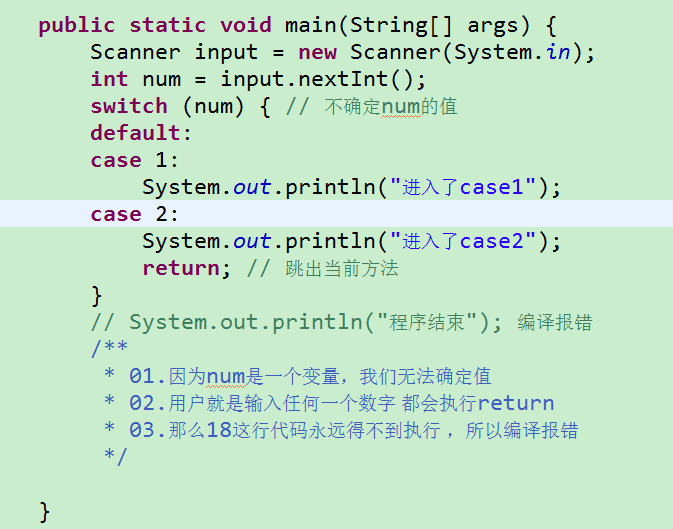 public static void main(String[] args) {
Scanner input = new Scanner(System.in);
int num = input.nextInt();
switch (num) { // 不确定num的值
default:
case 1:
System.out.println("进入了case1");
case 2:
System.out.println("进入了case2");
return; // 跳出当前方法
}
// System.out.println("程序结束"); 编译报错
/**
* 01.因为num是一个变量，我们无法确定值
* 02.用户就是输入任何一个数字 都会执行return
* 03.那么18这行代码永远得不到执行 ，所以编译报错
*/
}